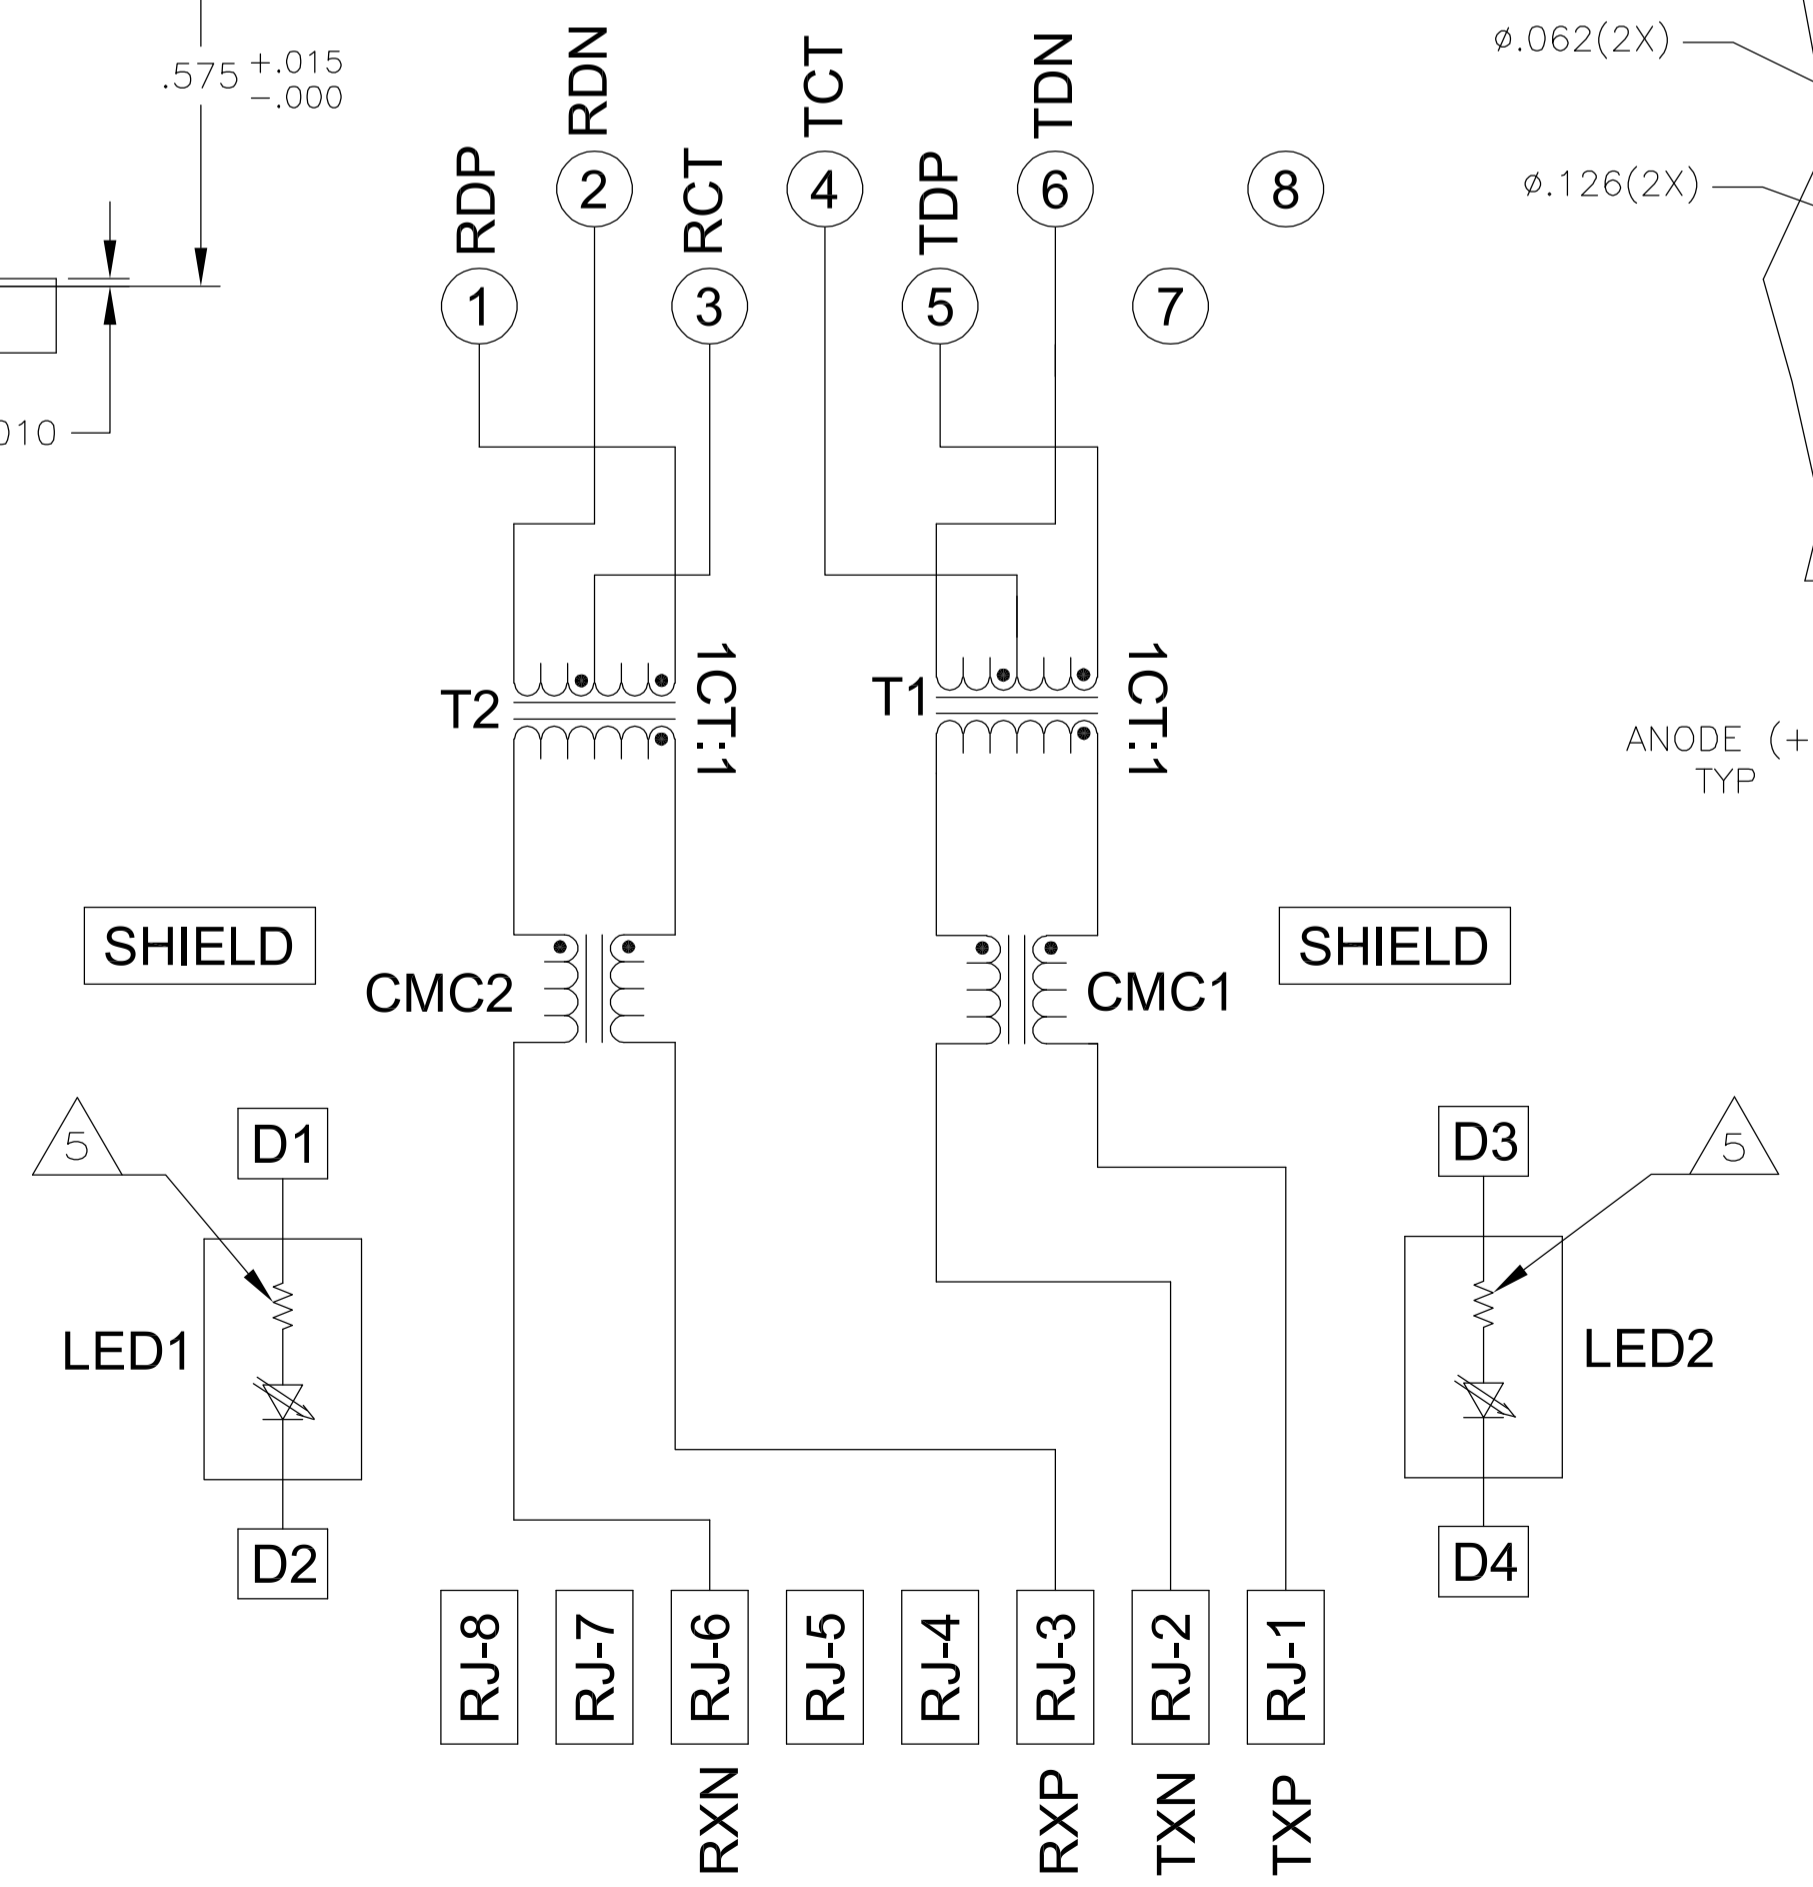 .575 +.015
-.000
010
RDP
RDN
RCT
TCT
TDP
TDN
1
2
3
4
5
6
7
8
ø.062(2X)
ø.126(2X)
T2
1CT:1
T1
1CT:1
ANODE (+
TYP
SHIELD
CMC2
CMC1
SHIELD
5
D1
LED1
D2
D3
5
LED2
D4
RJ-8
RJ-7
RJ-6
RJ-5
RJ-4
RJ-3
RJ-2
RJ-1
RXN
RXP
TXN
TXP